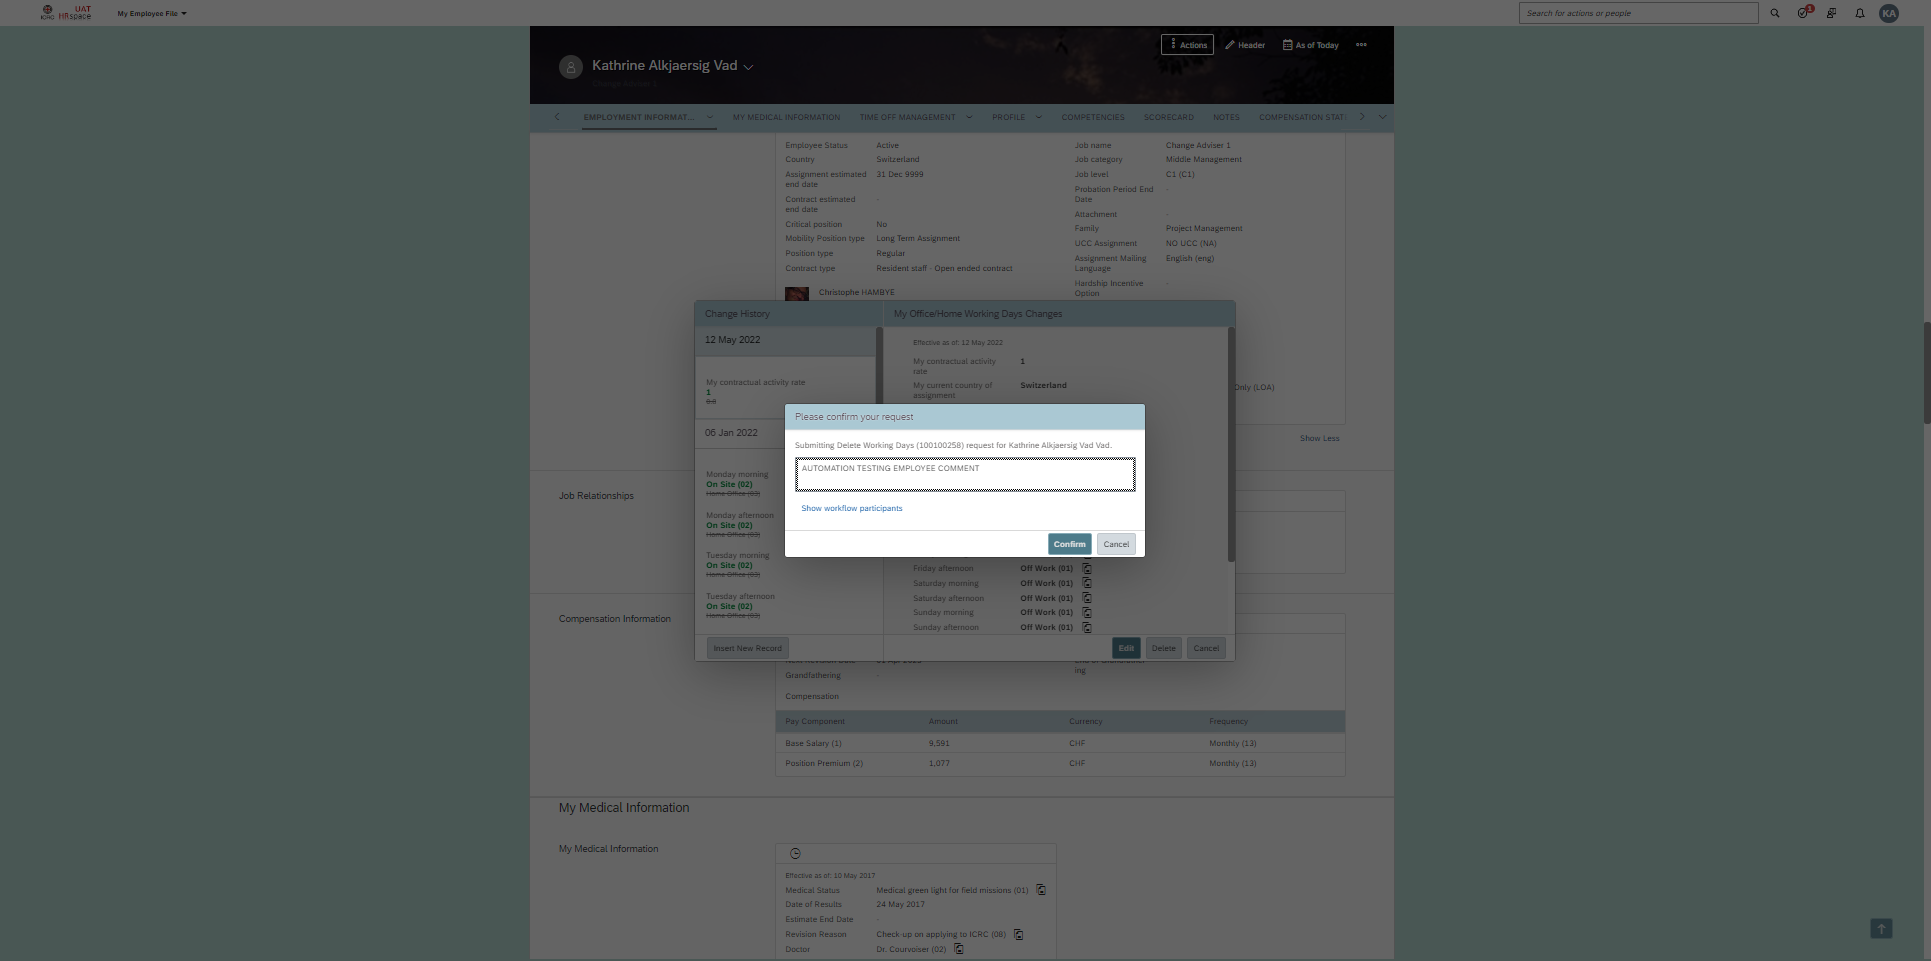 ICRC
UAT
HRspace
My Employee File
Search for actions or people
1
KA
Actions
Header
As of Today
Kathrine Alkjaersig Vad
Change Adviser 1
EMPLOYMENT INFORMAT...
MY MEDICAL INFORMATION
TIME OFF MANAGEMENT
PROFILE
COMPETENCIES
SCORECARD
NOTES
COMPENSATION STAT
Employee Status Active
Country Switzerland
Assignment estimated end date 31 Dec 9999
Contract estimated end date -
Critical position No
Mobility Position type Long Term Assignment
Position type Regular
Contract type Resident staff - Open ended contract
Christophe HAMBYE
Job name Change Adviser 1
Job category Middle Management
Job level C1 (C1)
Probation Period End Date -
Attachment -
Family Project Management
UCC Assignment NO UCC (NA)
Assignment Mailing Language English (eng)
Hardship Incentive Option -
Only (LOA)
Show Less
Change History
12 May 2022
My contractual activity rate
1
0.8
06 Jan 2022
Monday morning
On Site (02)
Home Office (03)
Monday afternoon
On Site (02)
Home Office (03)
Tuesday morning
On Site (02)
Home Office (03)
Tuesday afternoon
On Site (02)
Home Office (03)
Insert New Record
My Office/Home Working Days Changes
Effective as of: 12 May 2022
My contractual activity rate 1
My current country of assignment Switzerland
Please confirm your request
Submitting Delete Working Days (100100258) request for Kathrine Alkjaersig Vad Vad.
AUTOMATION TESTING EMPLOYEE COMMENT
Show workflow participants
Confirm
Cancel
Friday afternoon Off Work (01)
Saturday morning Off Work (01)
Saturday afternoon Off Work (01)
Sunday morning Off Work (01)
Sunday afternoon Off Work (01)
Edit
Delete
Cancel
Job Relationships
Compensation Information
ing
Grandfathering -
Compensation
Pay Component Amount Currency Frequency
Base Salary (1) 9,591 CHF Monthly (13)
Position Premium (2) 1,077 CHF Monthly (13)
My Medical Information
My Medical Information
Effective as of: 10 May 2017
Medical Status Medical green light for field missions (01)
Date of Results 24 May 2017
Estimate End Date -
Revision Reason Check-up on applying to ICRC (08)
Doctor Dr. Courvoiser (02)